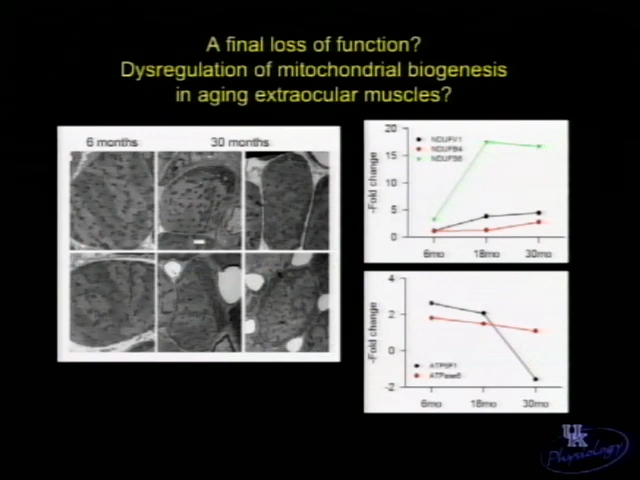 A final loss of function?
Dysregulation of mitochondrial biogenesis
in aging extraocular muscles?
6 months
30 months
20
15
10
5
0
-Fold change
NDUFV1
NDUFB4
6mo
18mo
30mo
4
2
0
-2
-Fold change
ATP5F1
6mo
18mo
30mo
UK
Physiology